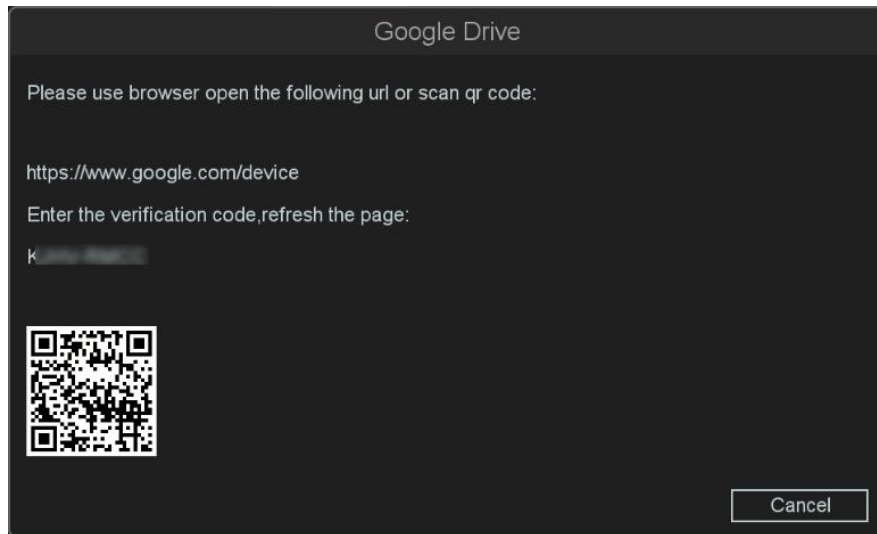 Google Drive
Please use browser open the following url or scan qr code:
https://www.google.com/device
Enter the verification code,refresh the page:
Cancel